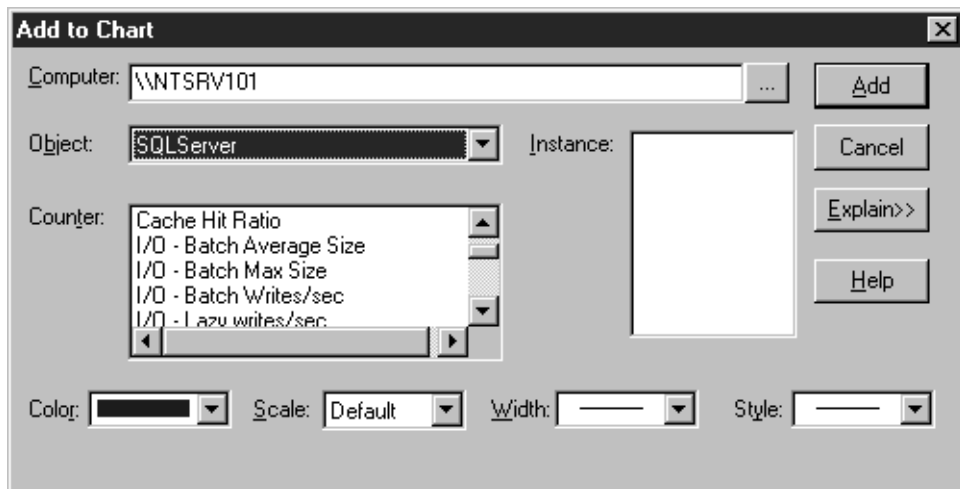 Add to Chart
Computer: \\NTSRV101 ... Add
Object: SQLServer Instance: Cancel
Counter: Cache Hit Ratio Explain>>
I/O - Batch Average Size
I/O - Batch Max Size
I/O - Batch Writes/sec Help
I/O - Lazy writes/sec
Color: Scale: Default Width: Style: